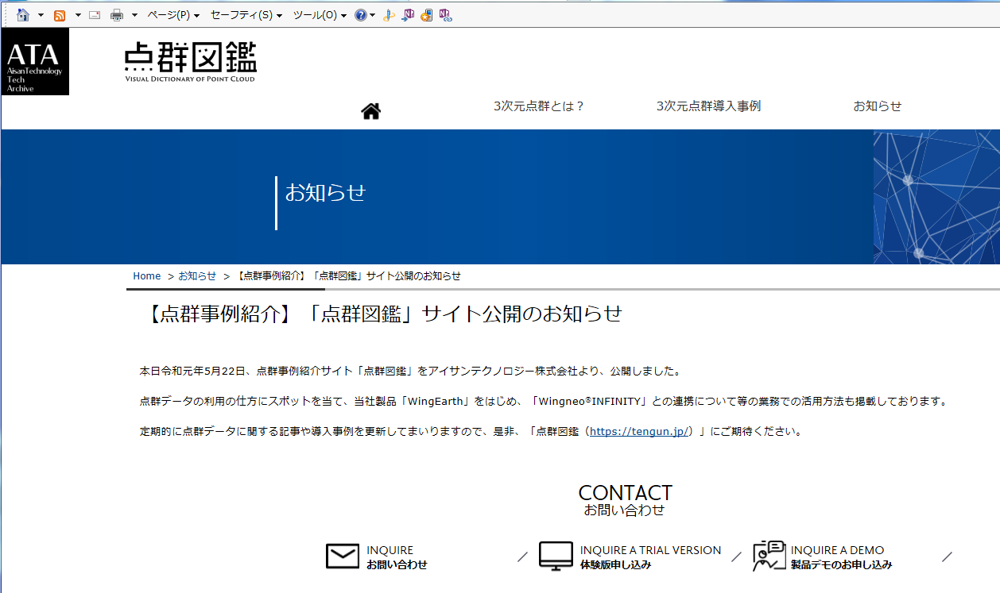 ページ(P) セーフティ(S) ツール(O)
ATA
AisanTechnology
Tech
Archive
点群図鑑
VISUAL DICTIONARY OF POINT CLOUD
3次元点群とは？ 3次元点群導入事例 お知らせ
お知らせ
Home > お知らせ > 【点群事例紹介】「点群図鑑」サイト公開のお知らせ
【点群事例紹介】「点群図鑑」サイト公開のお知らせ
本日令和元年5月22日、点群事例紹介サイト「点群図鑑」をアイサンテクノロジー株式会社より、公開しました。
点群データの利用の仕方にスポットを当て、当社製品「WingEarth」をはじめ、「Wingneo®INFINITY」との連携について等の業務での活用方法も掲載しております。
定期的に点群データに関する記事や導入事例を更新してまいりますので、是非、「点群図鑑（https://tengun.jp/）」にご期待ください。
CONTACT
お問い合わせ
INQUIRE
お問い合わせ
INQUIRE A TRIAL VERSION
体験版申し込み
INQUIRE A DEMO
製品デモのお申し込み